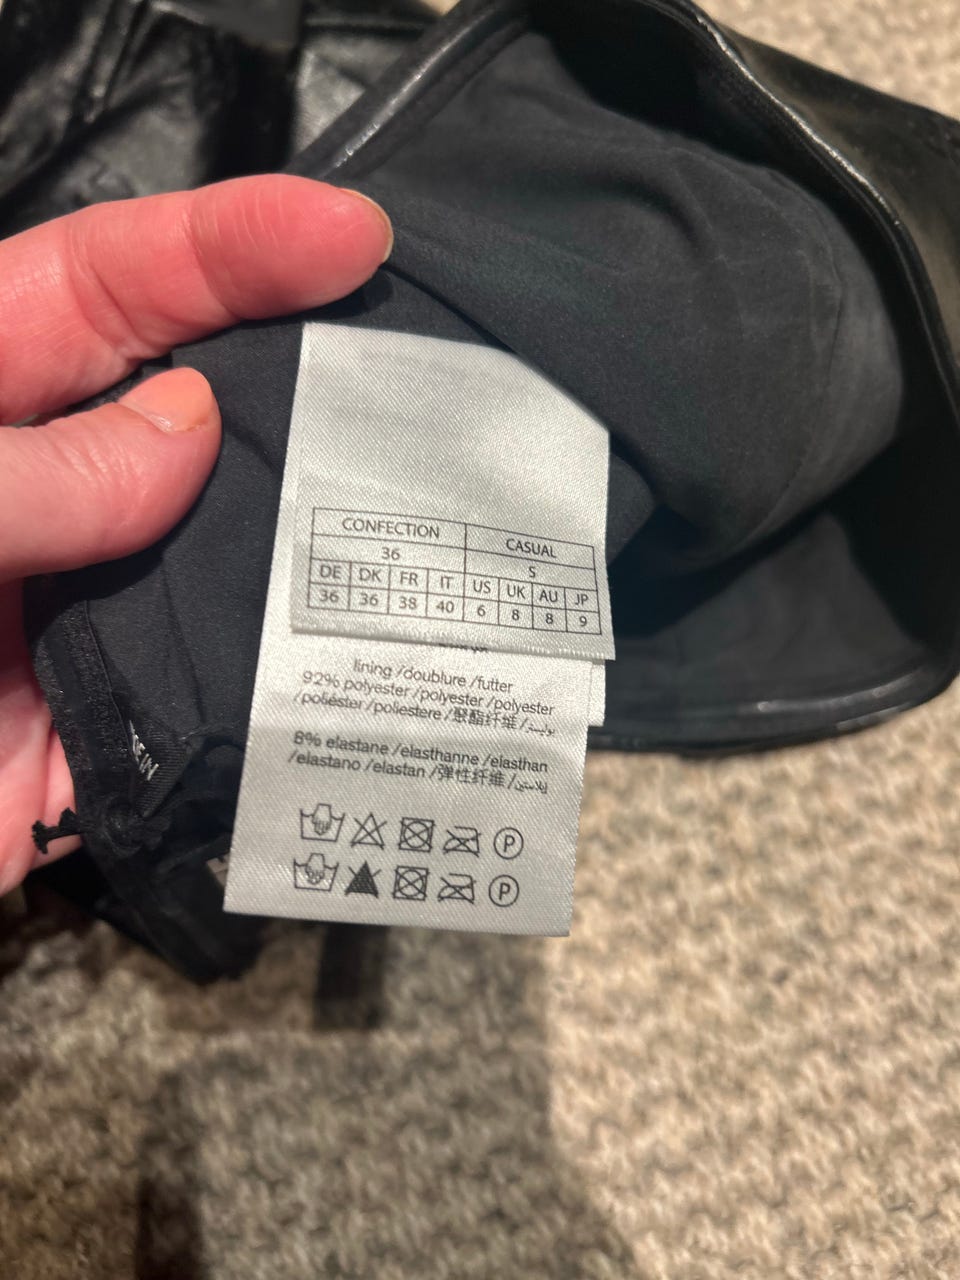 CONFECTION CASUAL
36 S
DE DK FR IT US UK AU JP
36 36 38 40 6 8 8 9
lining /doublure /futter
92% polyester /polyester /polyester
/poliéster /poliestere /聚酯纤维 /بوليستر
8% elastane /elasthanne /elasthan
/elastano /elastan /弹性纤维 /إيلاستين
P
P